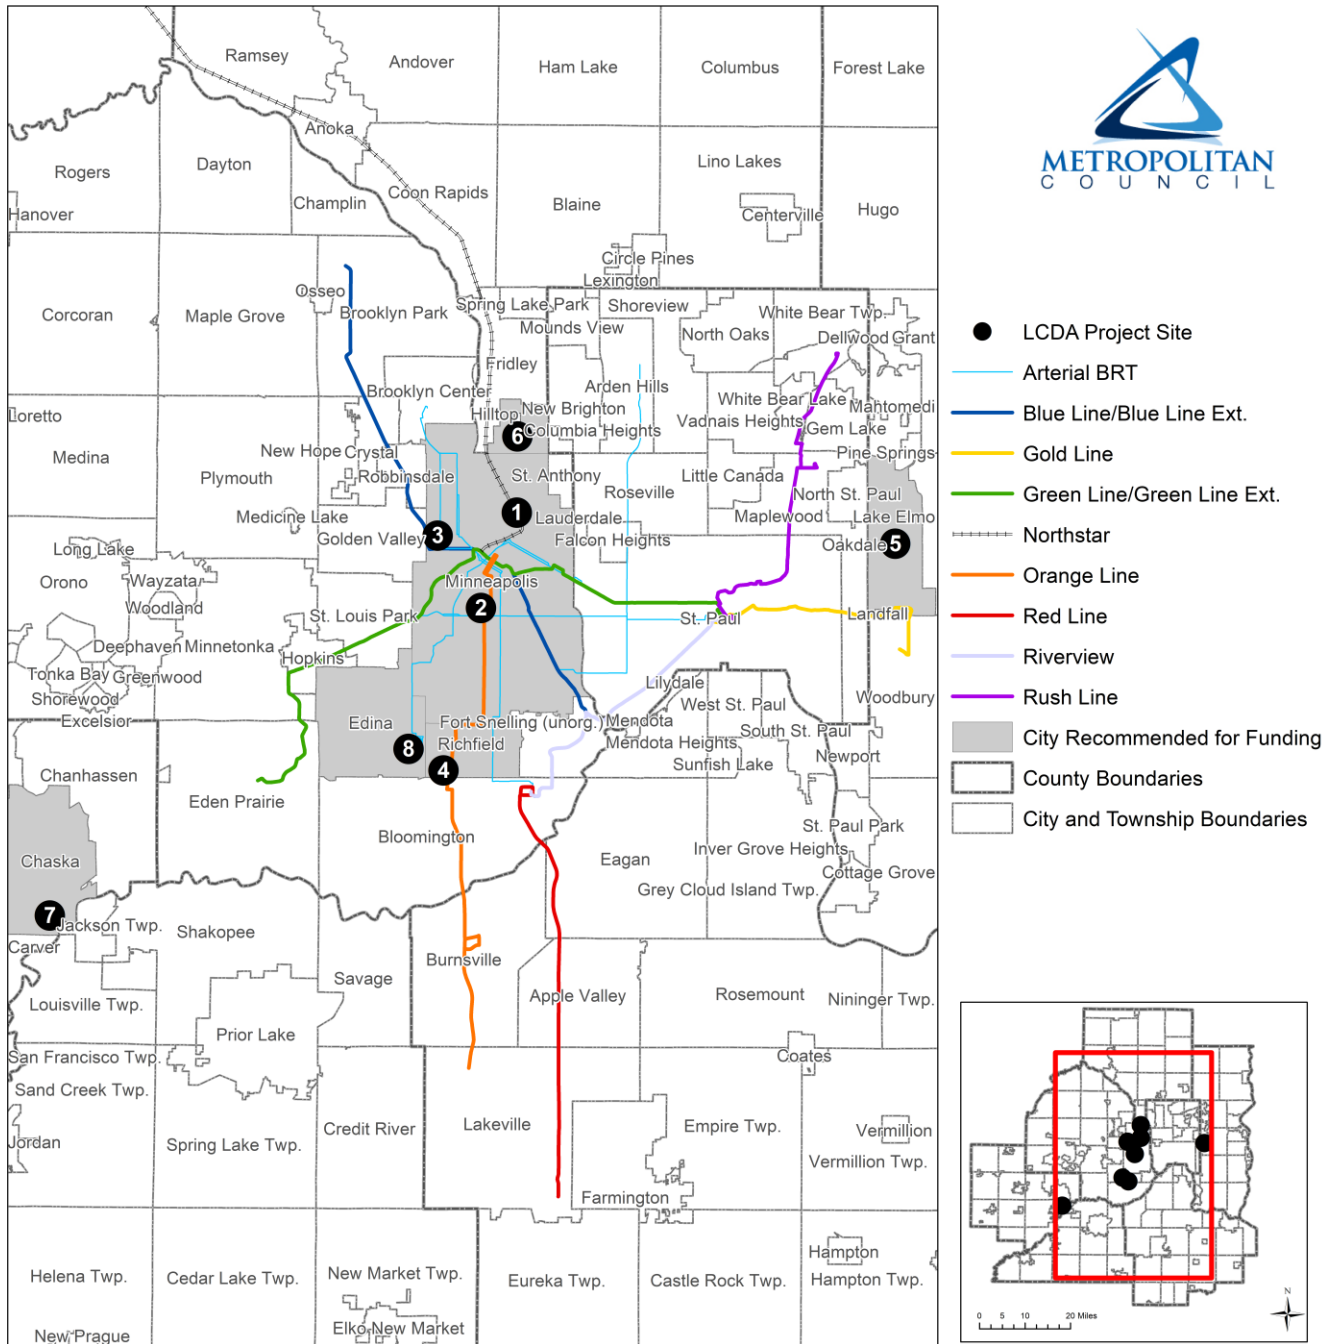 Ramsey
Andover
Ham Lake
Columbus
Forest Lake
Anoka
Rogers
Dayton
Lino Lakes
Coon Rapids
Champlin
Blaine
Hanover
Centerville
Hugo
Circle Pines
Lexington
Osseo
Spring Lake Park
Shoreview
White Bear Twp.
Corcoran
Maple Grove
Brooklyn Park
Mounds View
North Oaks
Dellwood
Grant
Fridley
Arden Hills
Brooklyn Center
White Bear Lake
Mahtomedi
Loretto
Hilltop
New Brighton
Vadnais Heights
Gem Lake
6
Columbia Heights
Medina
New Hope
Crystal
Pine Springs
Plymouth
Robbinsdale
St. Anthony
Little Canada
Roseville
North St. Paul
Medicine Lake
1
Lauderdale
Maplewood
Lake Elmo
Golden Valley
3
Falcon Heights
Oakdale
5
Long Lake
Orono
Wayzata
Minneapolis
Woodland
2
St. Louis Park
St. Paul
Landfall
Deephaven
Minnetonka
Hopkins
Tonka Bay
Greenwood
Lilydale
Shorewood
Woodbury
Excelsior
West St. Paul
Edina
Fort Snelling (unorg.)
Mendota
8
Richfield
Mendota Heights
South St. Paul
Newport
Chanhassen
4
Sunfish Lake
Eden Prairie
Bloomington
St. Paul Park
Chaska
Eagan
Inver Grove Heights
Cottage Grove
Grey Cloud Island Twp.
7
Jackson Twp.
Shakopee
Carver
Burnsville
Savage
Louisville Twp.
Apple Valley
Rosemount
Nininger Twp.
Prior Lake
San Francisco Twp.
Coates
Sand Creek Twp.
Credit River
Lakeville
Empire Twp.
Vermillion
Jordan
Spring Lake Twp.
Vermillion Twp.
Farmington
Hampton
Helena Twp.
Cedar Lake Twp.
New Market Twp.
Eureka Twp.
Castle Rock Twp.
Hampton Twp.
New Prague
Elko New Market
METROPOLITAN
COUNCIL
LCDA Project Site
Arterial BRT
Blue Line/Blue Line Ext.
Gold Line
Green Line/Green Line Ext.
Northstar
Orange Line
Red Line
Riverview
Rush Line
City Recommended for Funding
County Boundaries
City and Township Boundaries
N
0 5 10 20 Miles